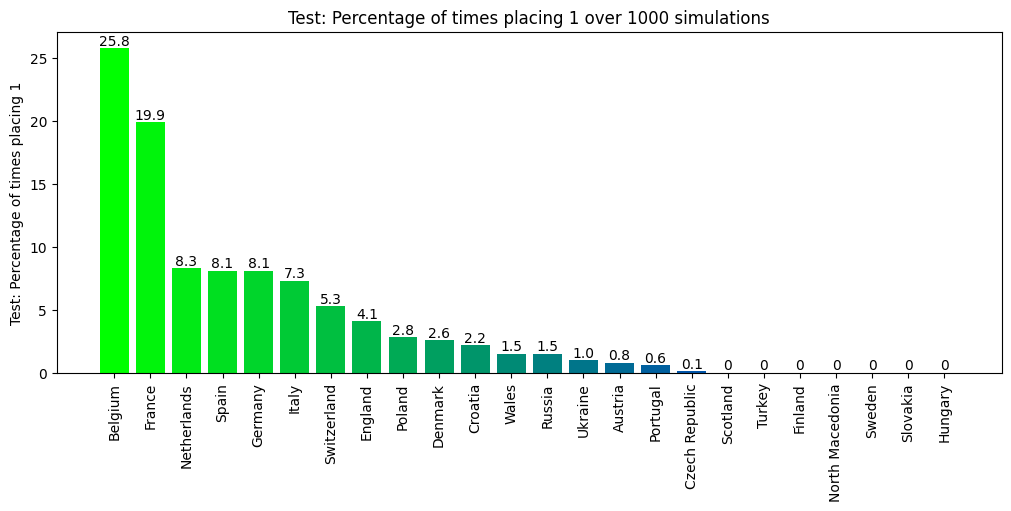 Test: Percentage of times placing 1 over 1000 simulations
Test: Percentage of times placing 1
25
20
15
10
5
0
25.8
19.9
8.3
8.1
8.1
7.3
5.3
4.1
2.8
2.6
2.2
1.5
1.5
1.0
0.8
0.6
0.1
0
0
0
0
0
0
0
Belgium
France
Netherlands
Spain
Germany
Italy
Switzerland
England
Poland
Denmark
Croatia
Wales
Russia
Ukraine
Austria
Portugal
Czech Republic
Scotland
Turkey
Finland
North Macedonia
Sweden
Slovakia
Hungary